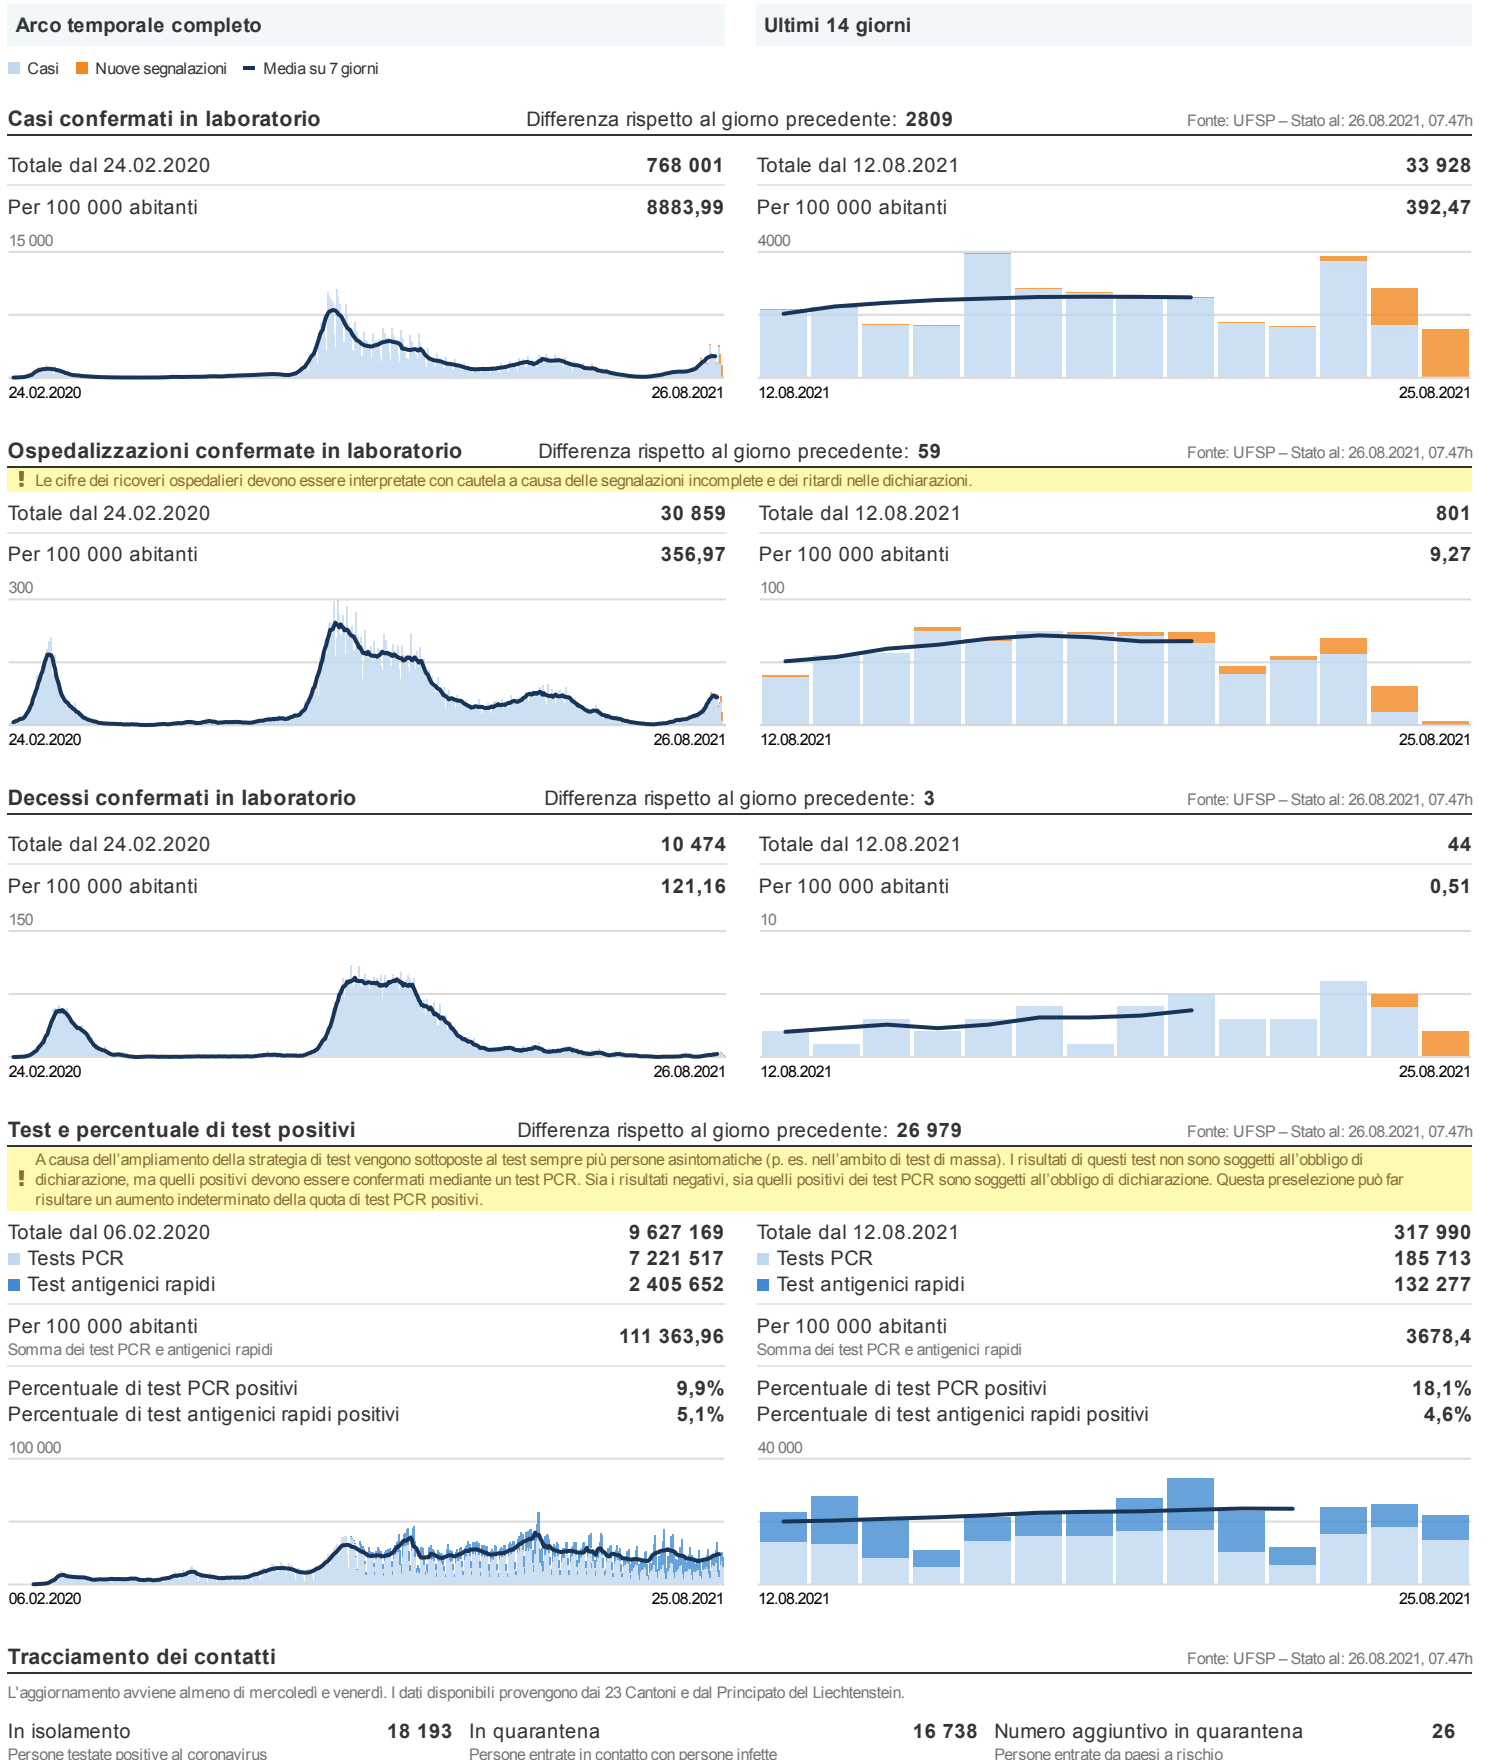 Arco temporale completo
Ultimi 14 giorni
Casi Nuove segnalazioni Media su 7 giorni
Casi confermati in laboratorio Differenza rispetto al giorno precedente: 2809 Fonte: UFSP – Stato al: 26.08.2021, 07.47h
Totale dal 24.02.2020 768 001
Per 100 000 abitanti 8883,99
15 000
24.02.2020 26.08.2021
Totale dal 12.08.2021 33 928
Per 100 000 abitanti 392,47
4000
12.08.2021 25.08.2021
Ospedalizzazioni confermate in laboratorio Differenza rispetto al giorno precedente: 59 Fonte: UFSP – Stato al: 26.08.2021, 07.47h
! Le cifre dei ricoveri ospedalieri devono essere interpretate con cautela a causa delle segnalazioni incomplete e dei ritardi nelle dichiarazioni.
Totale dal 24.02.2020 30 859
Per 100 000 abitanti 356,97
300
24.02.2020 26.08.2021
Totale dal 12.08.2021 801
Per 100 000 abitanti 9,27
100
12.08.2021 25.08.2021
Decessi confermati in laboratorio Differenza rispetto al giorno precedente: 3 Fonte: UFSP – Stato al: 26.08.2021, 07.47h
Totale dal 24.02.2020 10 474
Per 100 000 abitanti 121,16
150
24.02.2020 26.08.2021
Totale dal 12.08.2021 44
Per 100 000 abitanti 0,51
10
12.08.2021 25.08.2021
Test e percentuale di test positivi Differenza rispetto al giorno precedente: 26 979 Fonte: UFSP – Stato al: 26.08.2021, 07.47h
A causa dell'ampliamento della strategia di test vengono sottoposte al test sempre più persone asintomatiche (p. es. nell'ambito di test di massa). I risultati di questi test non sono soggetti all'obbligo di
! dichiarazione, ma quelli positivi devono essere confermati mediante un test PCR. Sia i risultati negativi, sia quelli positivi dei test PCR sono soggetti all'obbligo di dichiarazione. Questa preselezione può far
risultare un aumento indeterminato della quota di test PCR positivi.
Totale dal 06.02.2020 9 627 169
Tests PCR 7 221 517
Test antigenici rapidi 2 405 652
Per 100 000 abitanti 111 363,96
Somma dei test PCR e antigenici rapidi
Percentuale di test PCR positivi 9,9%
Percentuale di test antigenici rapidi positivi 5,1%
100 000
06.02.2020 25.08.2021
Totale dal 12.08.2021 317 990
Tests PCR 185 713
Test antigenici rapidi 132 277
Per 100 000 abitanti 3678,4
Somma dei test PCR e antigenici rapidi
Percentuale di test PCR positivi 18,1%
Percentuale di test antigenici rapidi positivi 4,6%
40 000
12.08.2021 25.08.2021
Tracciamento dei contatti Fonte: UFSP – Stato al: 26.08.2021, 07.47h
L'aggiornamento avviene almeno di mercoledì e venerdì. I dati disponibili provengono dai 23 Cantoni e dal Principato del Liechtenstein.
In isolamento 18 193
Persone testate positive al coronavirus
In quarantena 16 738
Persone entrate in contatto con persone infette
Numero aggiuntivo in quarantena 26
Persone entrate da paesi a rischio